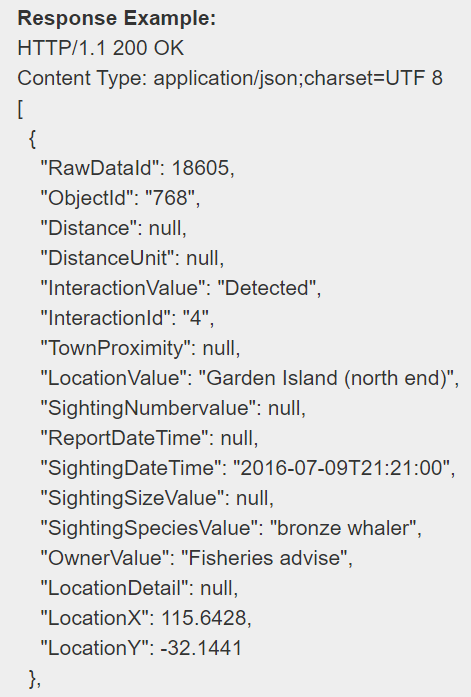 Response Example:
HTTP/1.1 200 OK
Content Type: application/json;charset=UTF 8
[
{
"RawDataId": 18605,
"ObjectId": "768",
"Distance": null,
"DistanceUnit": null,
"InteractionValue": "Detected",
"InteractionId": "4",
"TownProximity": null,
"LocationValue": "Garden Island (north end)",
"SightingNumbervalue": null,
"ReportDateTime": null,
"SightingDateTime": "2016-07-09T21:21:00",
"SightingSizeValue": null,
"SightingSpeciesValue": "bronze whaler",
"OwnerValue": "Fisheries advise",
"LocationDetail": null,
"LocationX": 115.6428,
"LocationY": -32.1441
},